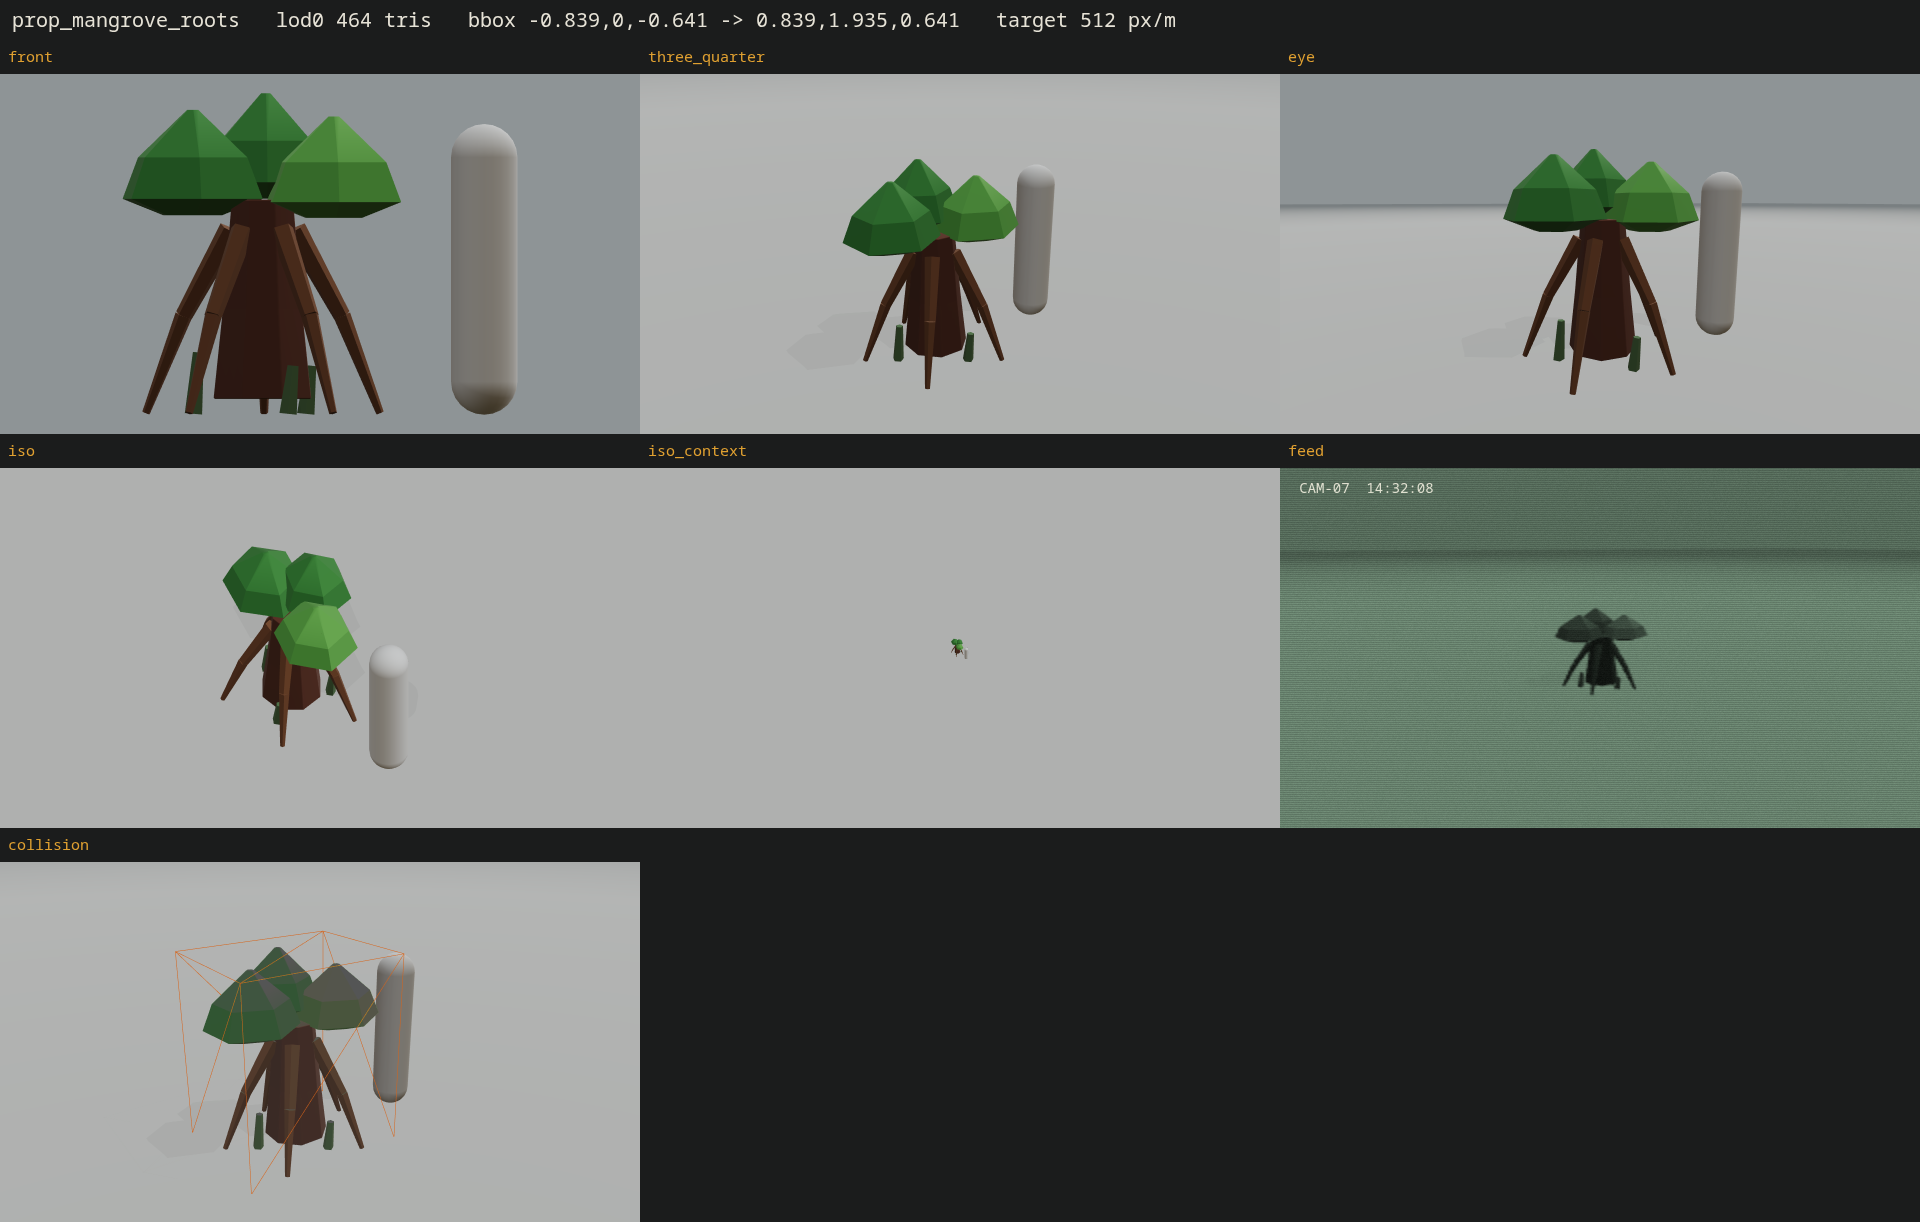 prop_mangrove_roots lod0 464 tris bbox -0.839,0,-0.641 -> 0.839,1.935,0.641 target 512 px/m
front three_quarter eye
iso iso_context feed
CAM-07 14:32:08
collision